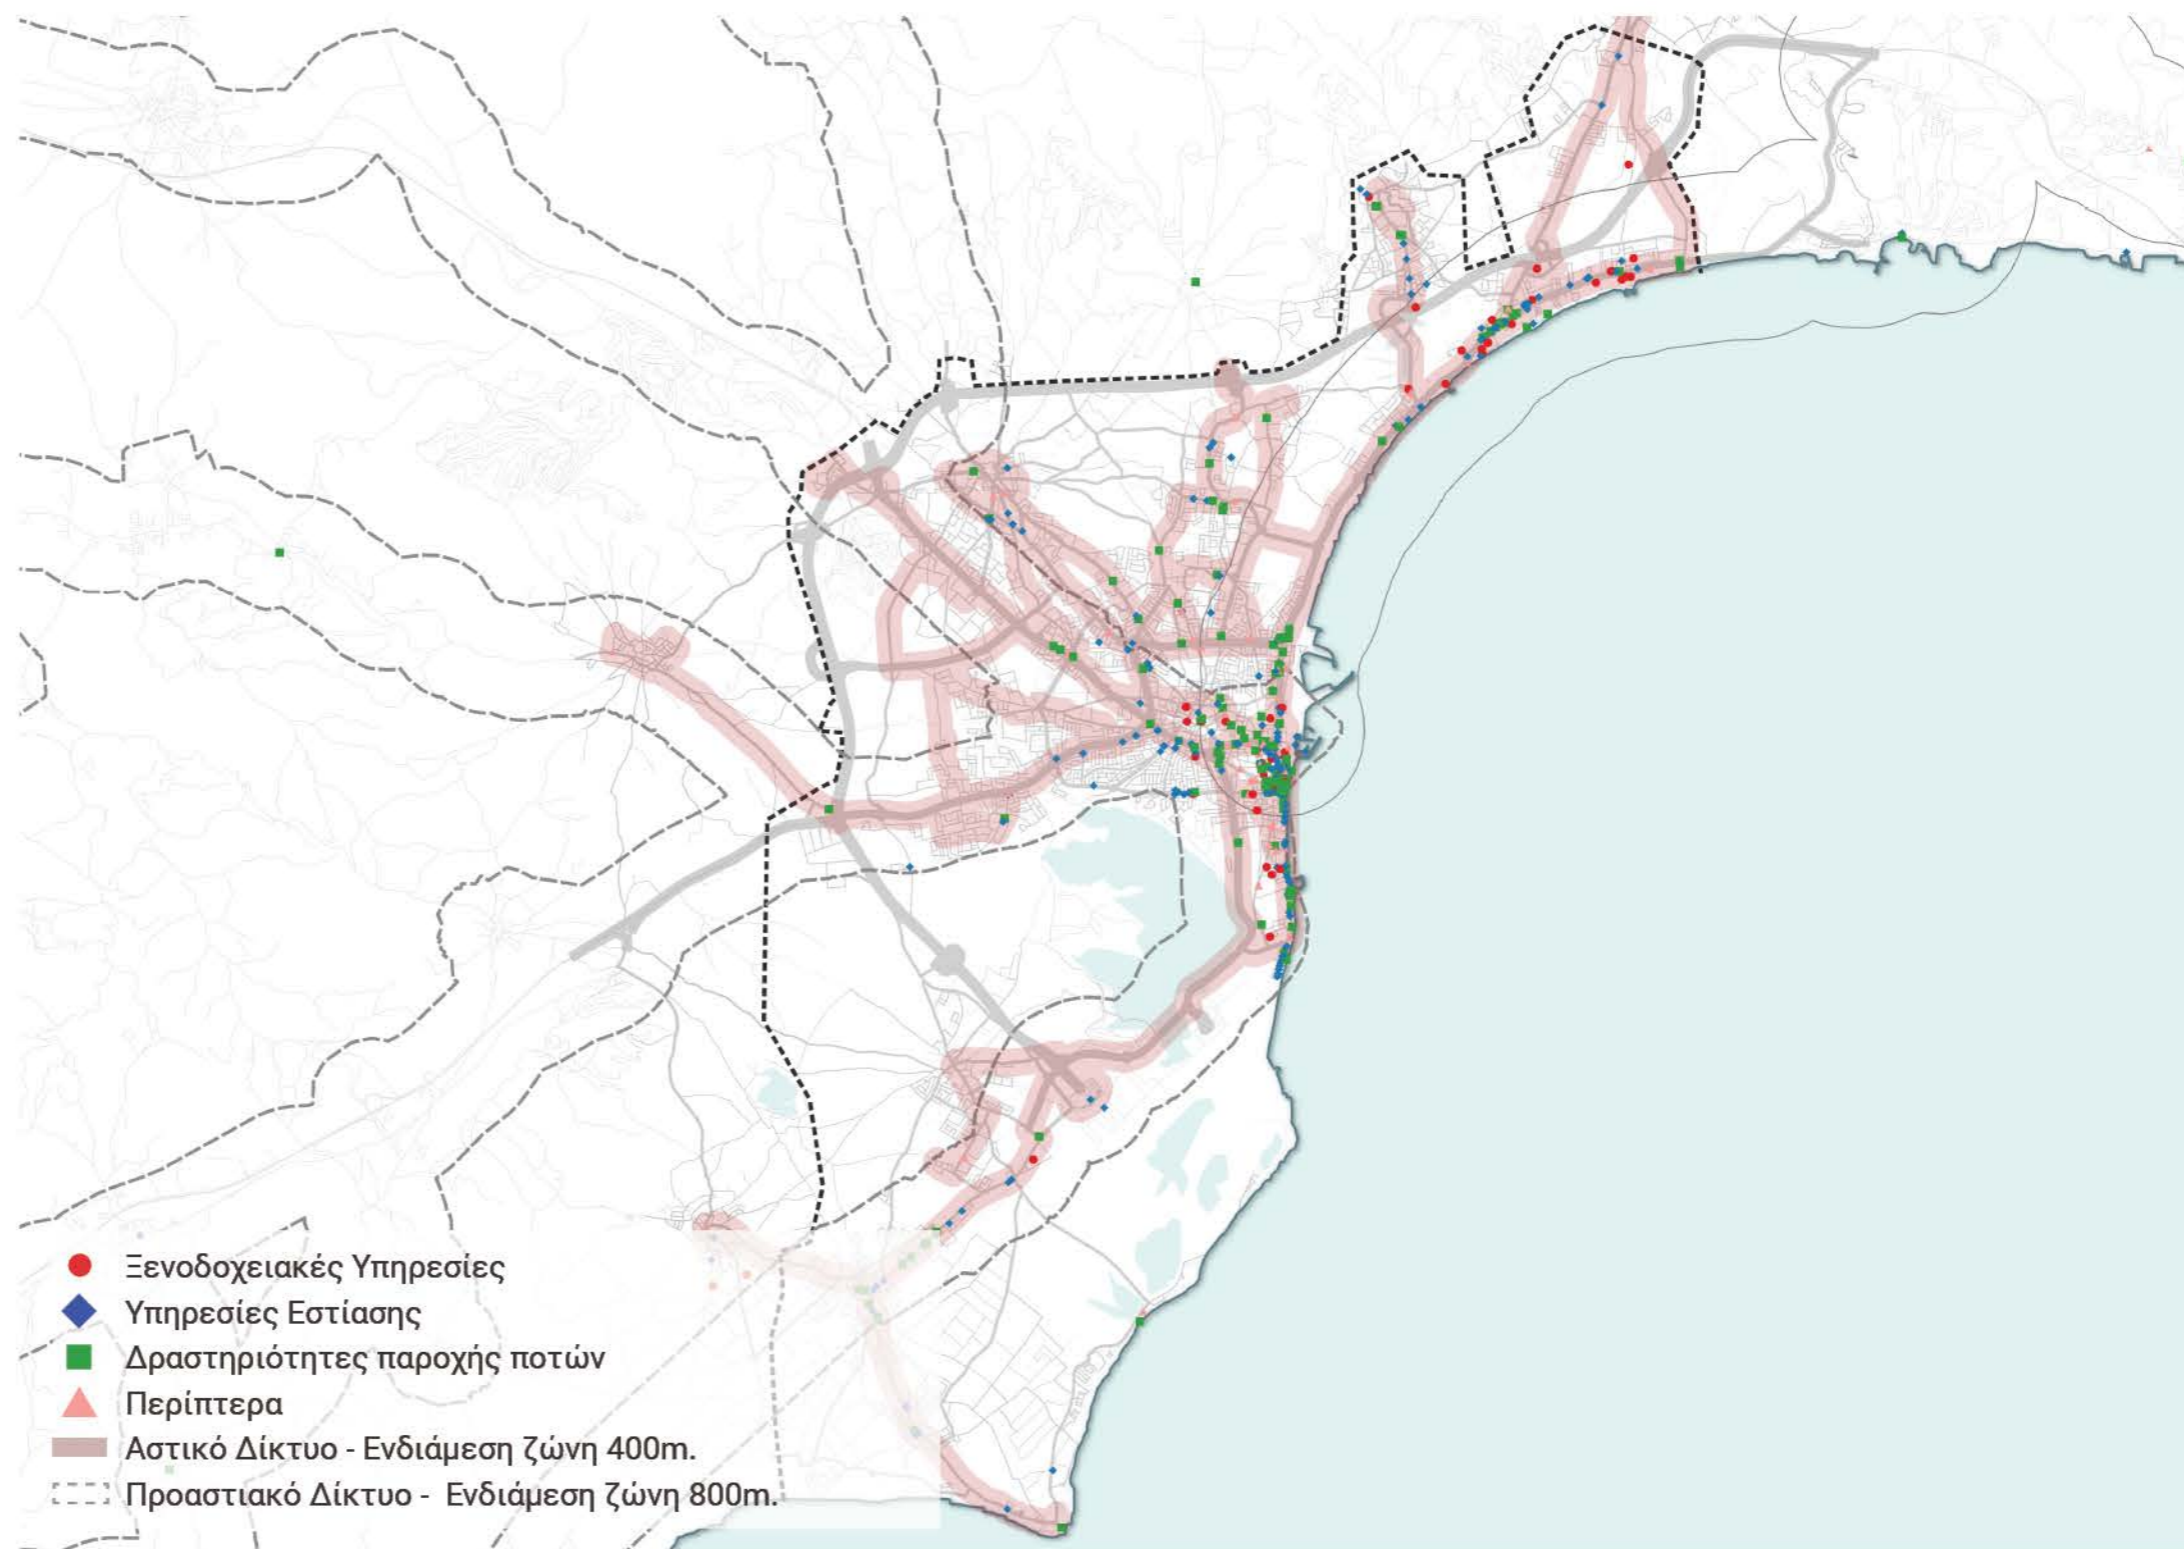 Ξενοδοχειακές Υπηρεσίες
Υπηρεσίες Εστίασης
Δραστηριότητες παροχής ποτών
Περίπτερα
Αστικό Δίκτυο - Ενδιάμεση ζώνη 400m.
Προαστιακό Δίκτυο - Ενδιάμεση ζώνη 800m.